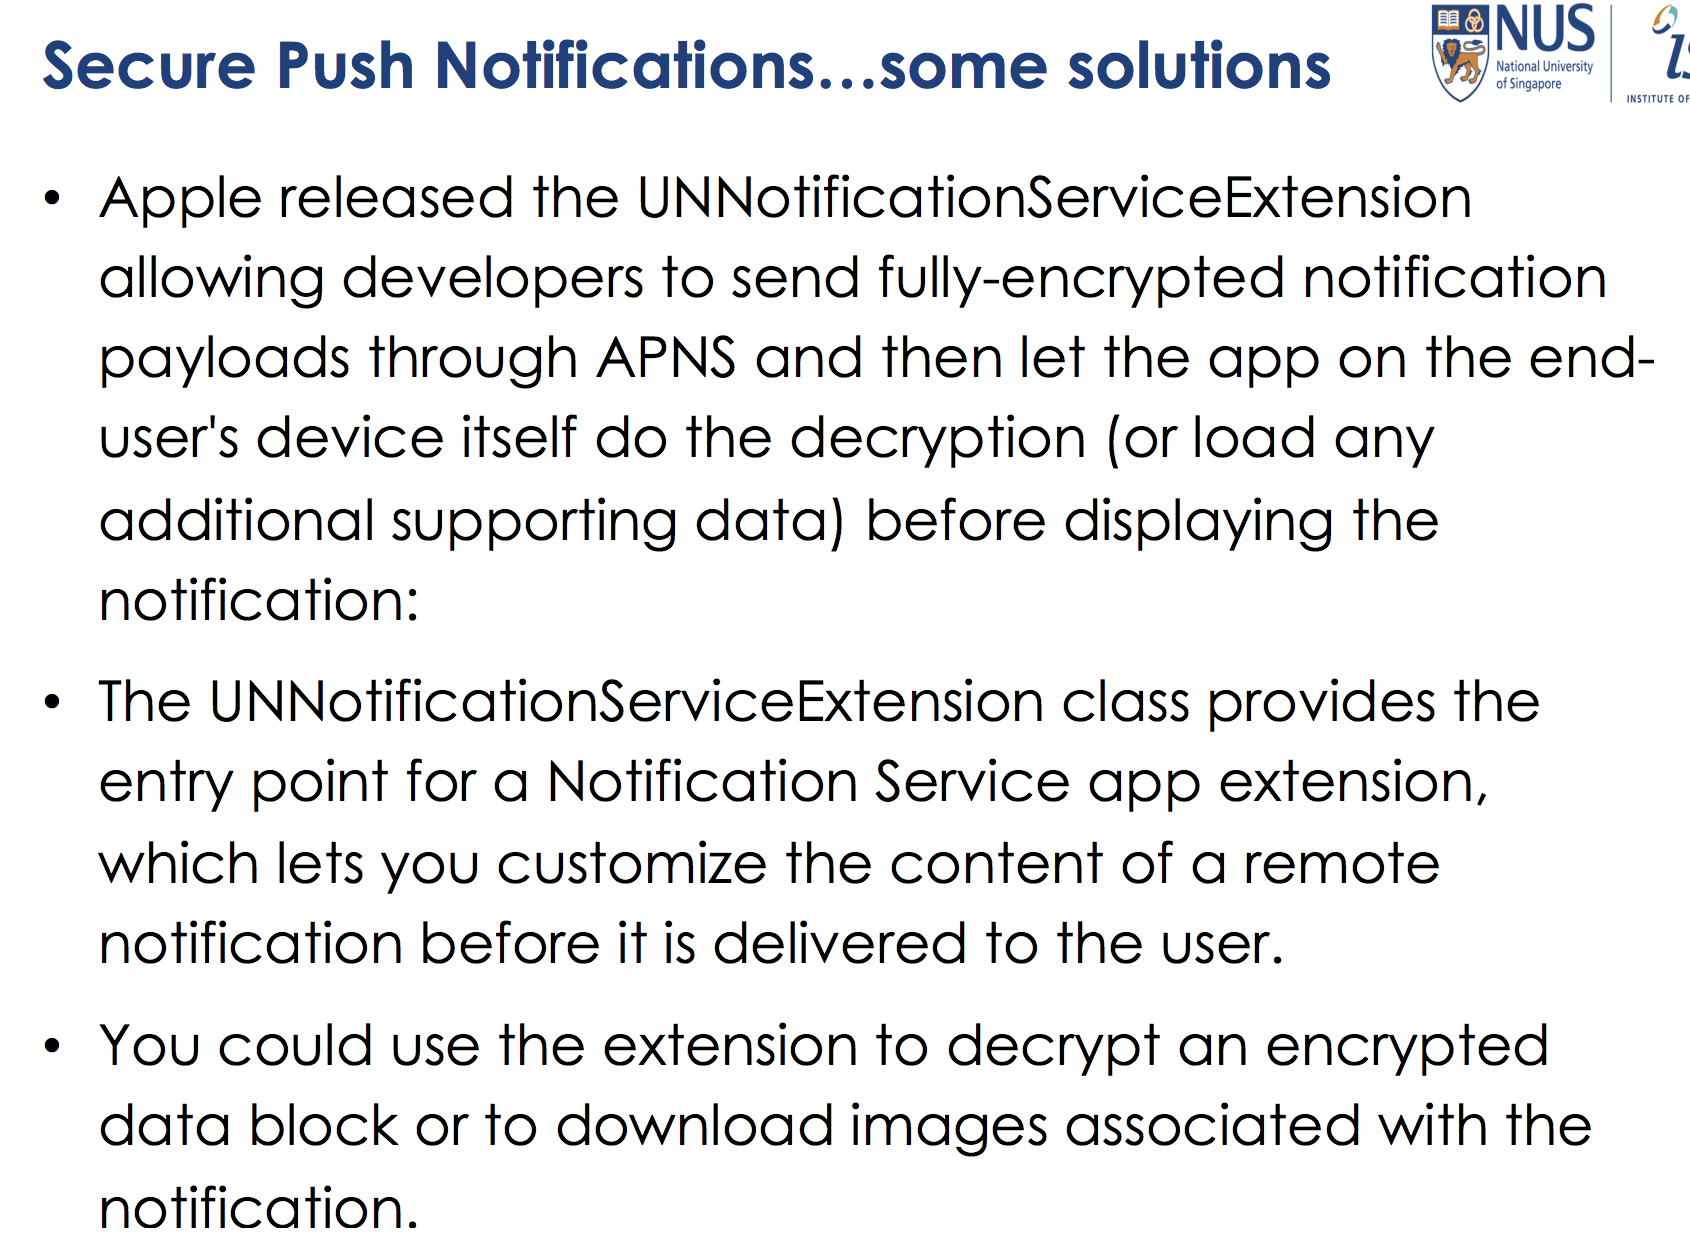 Secure Push Notifications...some solutions
NUS
National University
of Singapore
INSTITUTE OF
• Apple released the UNNotificationServiceExtension
allowing developers to send fully-encrypted notification
payloads through APNS and then let the app on the end-
user's device itself do the decryption (or load any
additional supporting data) before displaying the
notification:
• The UNNotificationServiceExtension class provides the
entry point for a Notification Service app extension,
which lets you customize the content of a remote
notification before it is delivered to the user.
• You could use the extension to decrypt an encrypted
data block or to download images associated with the
notification.